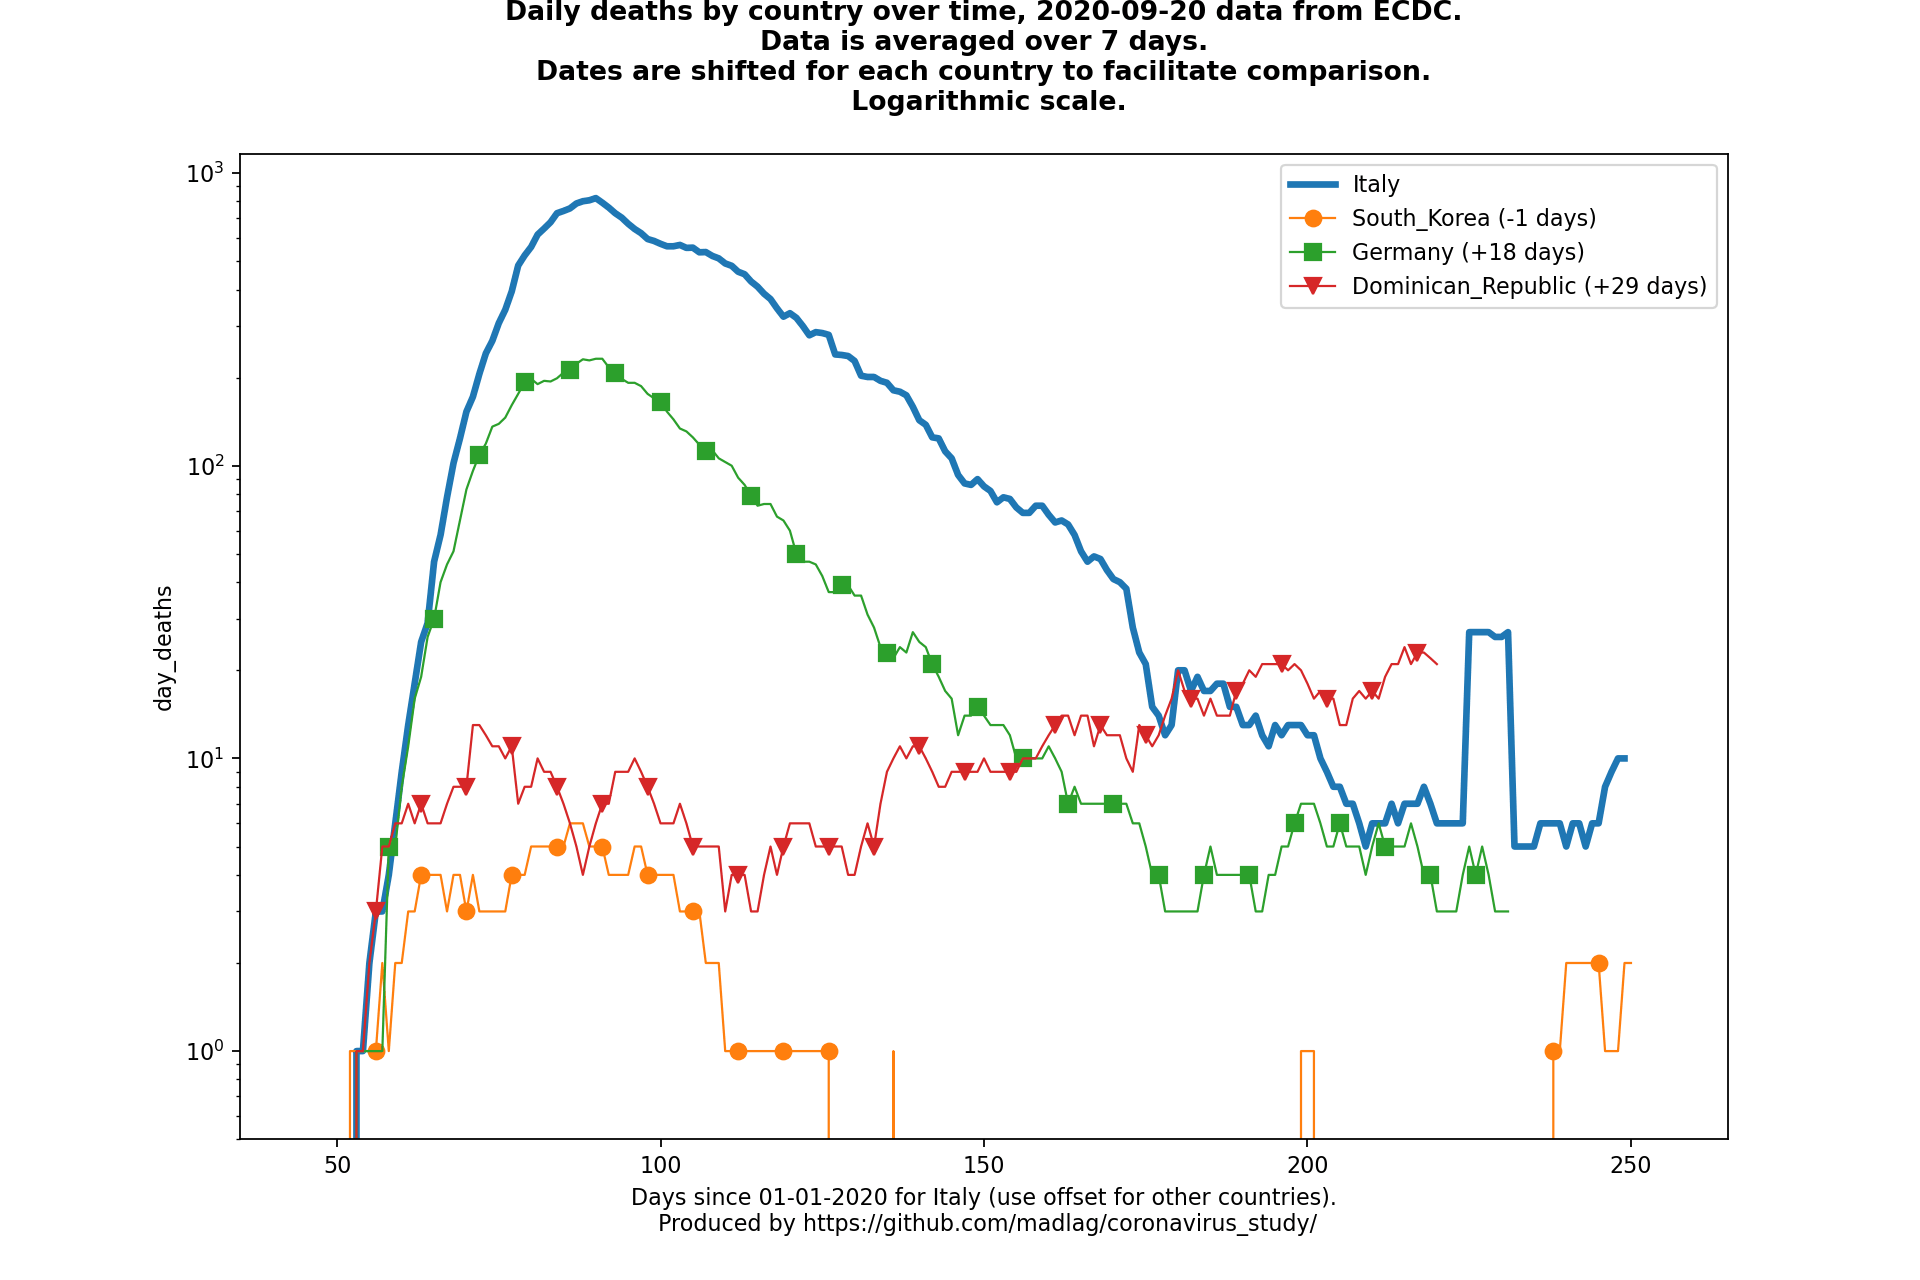 Daily deaths by country over time, 2020-09-20 data from ECDC.
Data is averaged over 7 days.
Dates are shifted for each country to facilitate comparison.
Logarithmic scale.
10³
10²
10¹
10⁰
day_deaths
Italy
South_Korea (-1 days)
Germany (+18 days)
Dominican_Republic (+29 days)
50 100 150 200 250
Days since 01-01-2020 for Italy (use offset for other countries).
Produced by https://github.com/madlag/coronavirus_study/